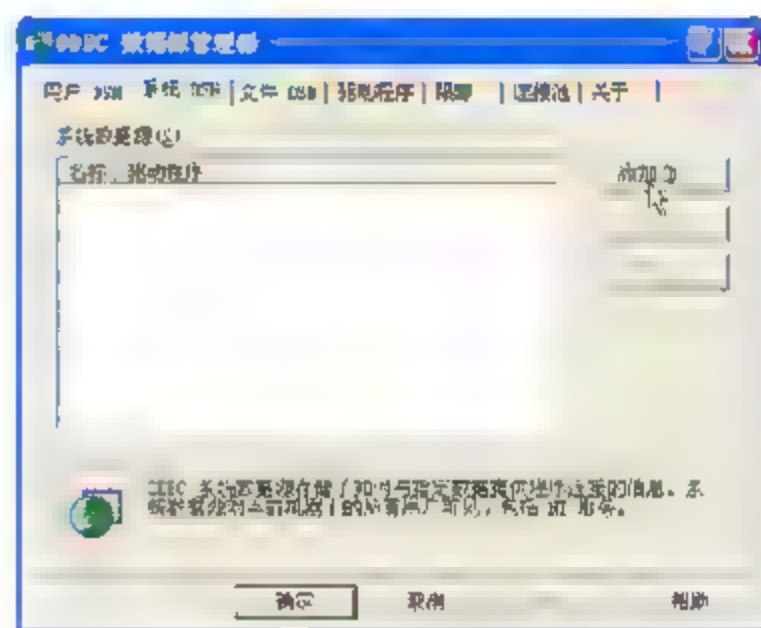 ODBC 数据源管理器
用户 DSN 系统 DSN 文件 DSN 驱动程序 跟踪 连接池 关于
系统数据源(S)
名称 驱动程序
添加(D)
ODBC 系统数据源存储了如何与指定数据提供程序连接的信息。系
统数据源对当前机器上的所有用户可见，包括 NT 服务。
确定 取消 帮助